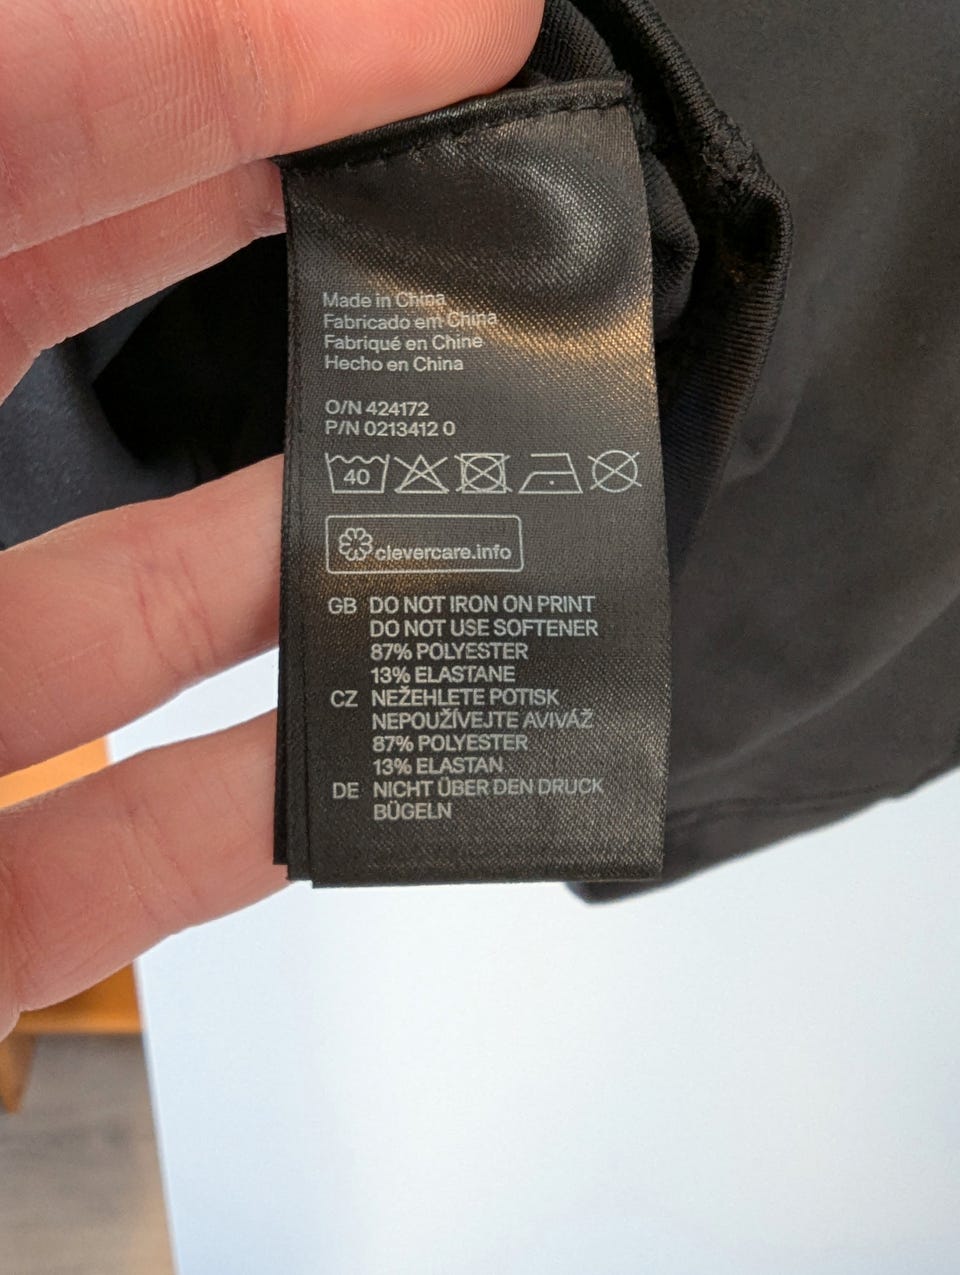 Made in China
Fabricado em China
Fabriqué en Chine
Hecho en China
O/N 424172
P/N 0213412 0
40
clevercare.info
GB DO NOT IRON ON PRINT
DO NOT USE SOFTENER
87% POLYESTER
13% ELASTANE
CZ NEŽEHLETE POTISK
NEPOUŽÍVEJTE AVIVÁŽ
87% POLYESTER
13% ELASTAN
DE NICHT ÜBER DEN DRUCK
BÜGELN